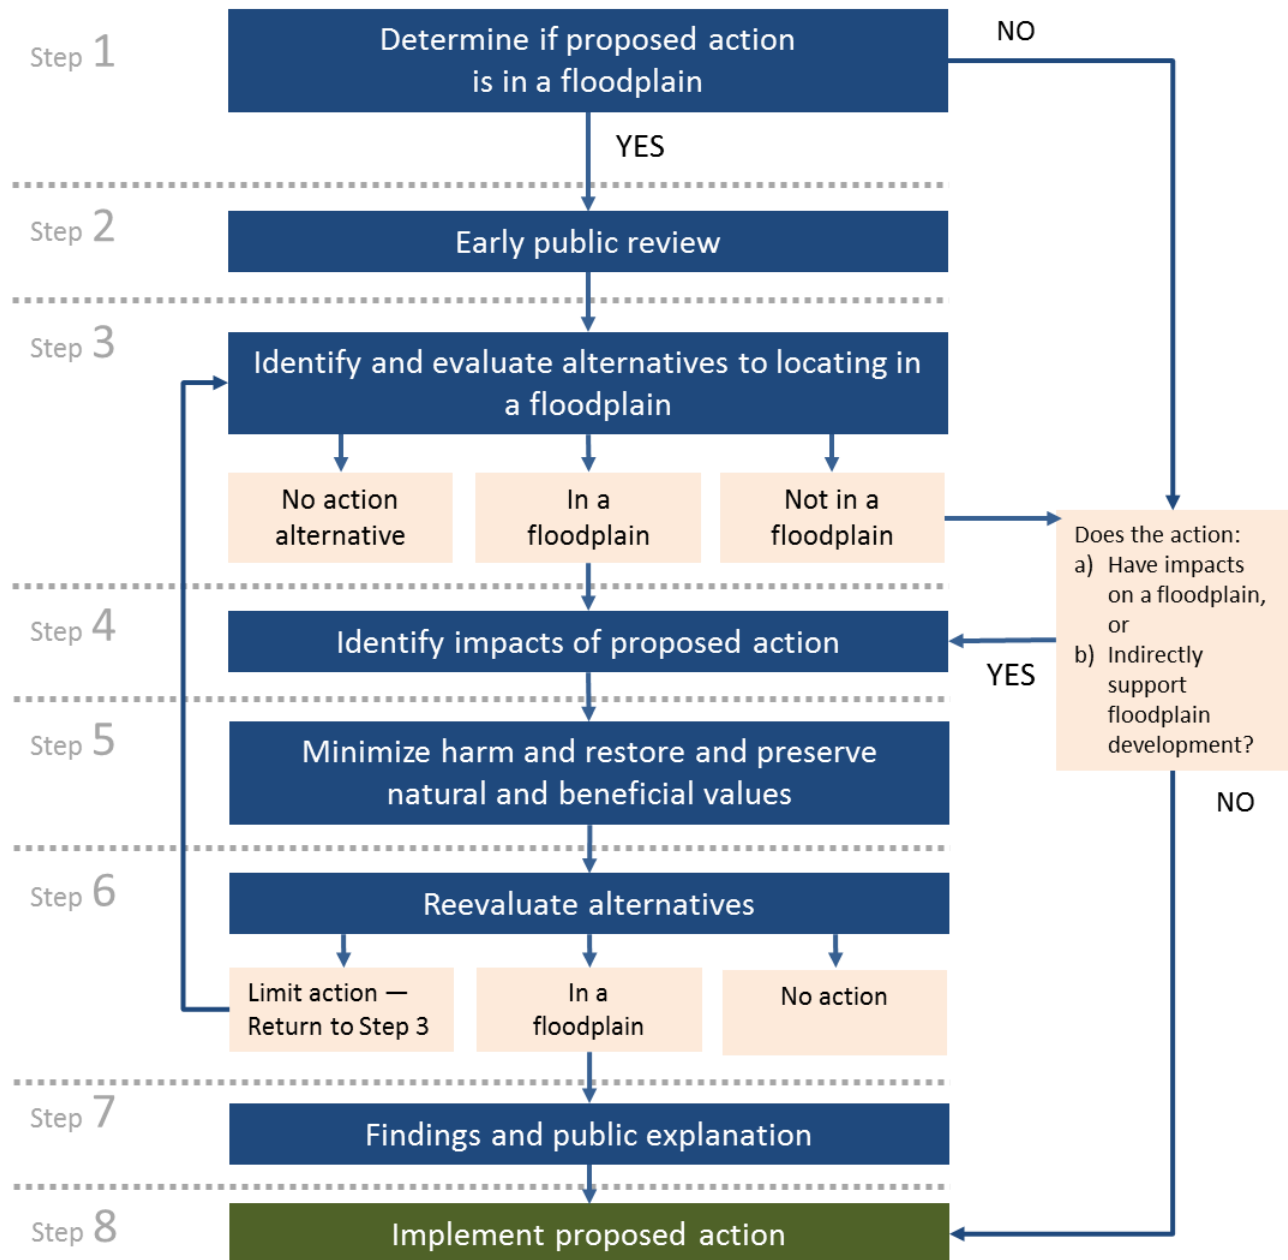 Step 1
Determine if proposed action
is in a floodplain
NO
YES
Step 2
Early public review
Step 3
Identify and evaluate alternatives to locating in
a floodplain
No action
alternative
In a
floodplain
Not in a
floodplain
Does the action:
a) Have impacts
on a floodplain,
or
b) Indirectly
support
floodplain
development?
Step 4
Identify impacts of proposed action
YES
Step 5
Minimize harm and restore and preserve
natural and beneficial values
NO
Step 6
Reevaluate alternatives
Limit action —
Return to Step 3
In a
floodplain
No action
Step 7
Findings and public explanation
Step 8
Implement proposed action